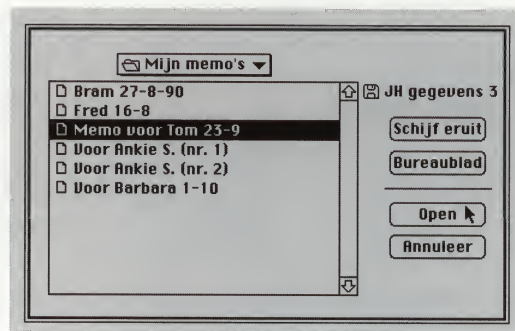 Mijn memo's
Bram 27-8-90
Fred 16-8
Memo voor Tom 23-9
Voor Ankie S. (nr. 1)
Voor Ankie S. (nr. 2)
Voor Barbara 1-10
JH gegevens 3
Schijf eruit
Bureaublad
Open
Annuleer